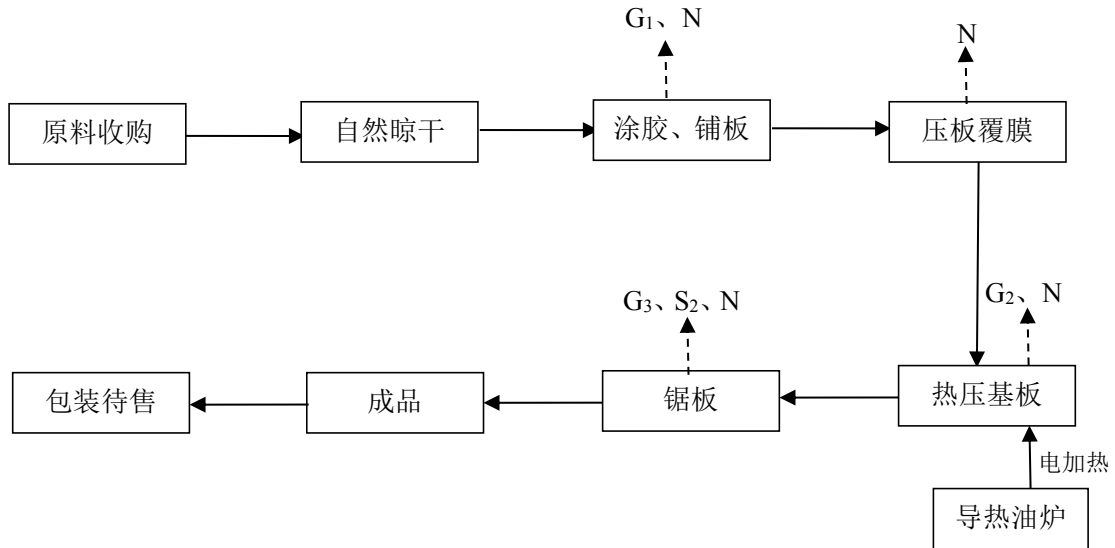 G₁、N
N
原料收购
自然晾干
涂胶、铺板
压板覆膜
G₃、S₂、N
G₂、N
包装待售
成品
锯板
热压基板
电加热
导热油炉